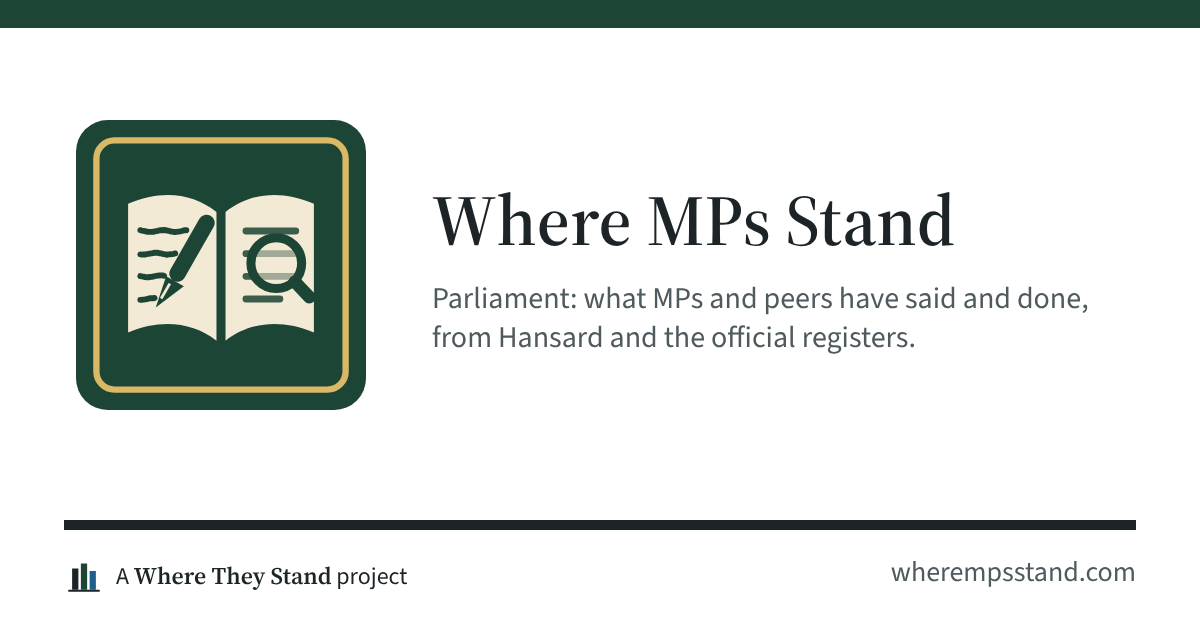 Where MPs Stand
Parliament: what MPs and peers have said and done,
from Hansard and the official registers.
A Where They Stand project
wherempsstand.com